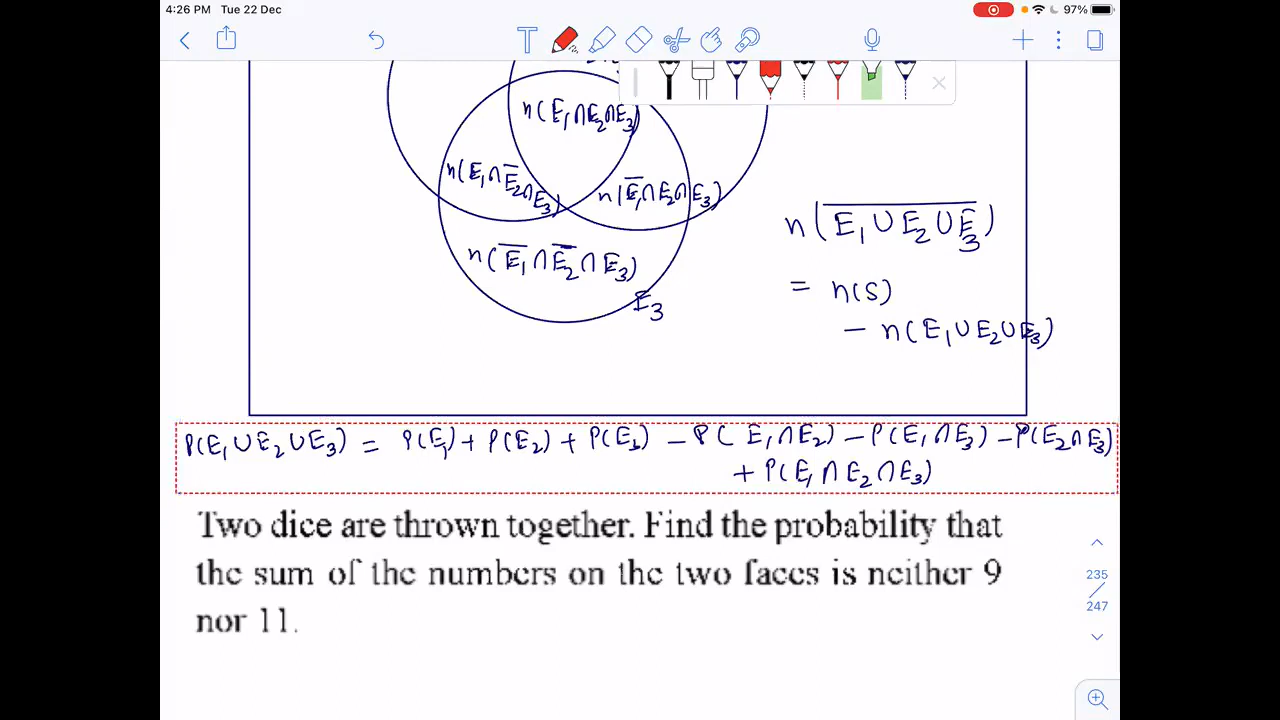 4:26 PM Tue 22 Dec
97%
n(E₁∩E₂∩E₃)
n(E₁∩E̅₂∩E₃)
n(E̅₁∩E₂∩E₃)
n(E̅₁∩E̅₂∩E₃)
E₃
n(\overline{E₁∪E₂∪E₃})
= n(S)
− n(E₁∪E₂∪E₃)
P(E₁∪E₂∪E₃) = P(E₁) + P(E₂) + P(E₃) − P(E₁∩E₂) − P(E₁∩E₃) − P(E₂∩E₃)
+ P(E₁∩E₂∩E₃)
Two dice are thrown together. Find the probability that
the sum of the numbers on the two faces is neither 9
nor 11.
235
/
247